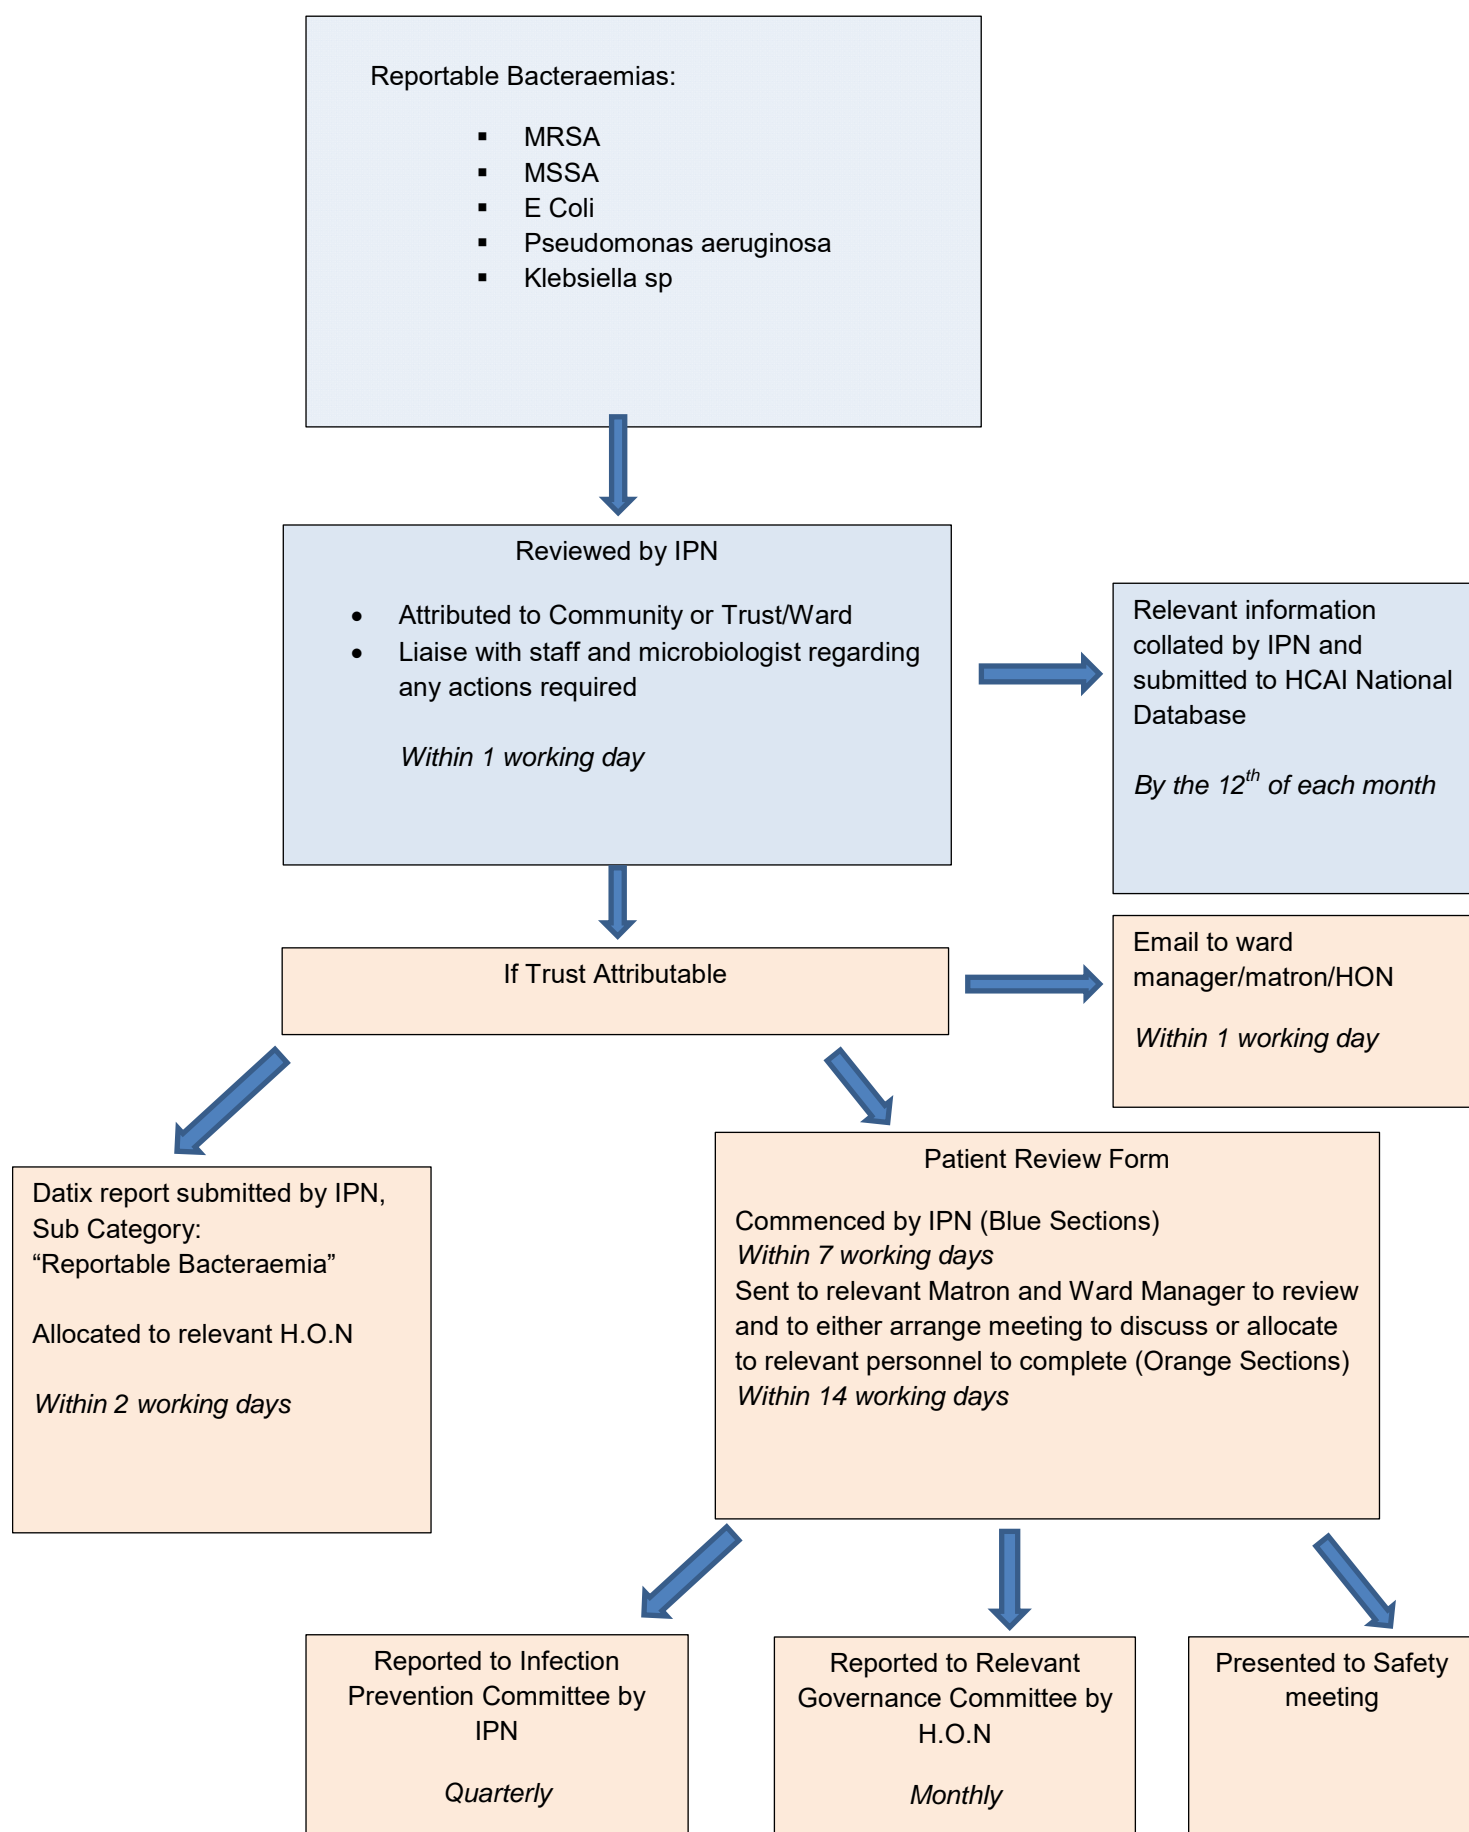 Reportable Bacteraemias:
▪ MRSA
▪ MSSA
▪ E Coli
▪ Pseudomonas aeruginosa
▪ Klebsiella sp
Reviewed by IPN
• Attributed to Community or Trust/Ward
• Liaise with staff and microbiologist regarding
any actions required
Within 1 working day
Relevant information
collated by IPN and
submitted to HCAI National
Database
By the 12th of each month
If Trust Attributable
Email to ward
manager/matron/HON
Within 1 working day
Datix report submitted by IPN,
Sub Category:
“Reportable Bacteraemia”
Allocated to relevant H.O.N
Within 2 working days
Patient Review Form
Commenced by IPN (Blue Sections)
Within 7 working days
Sent to relevant Matron and Ward Manager to review
and to either arrange meeting to discuss or allocate
to relevant personnel to complete (Orange Sections)
Within 14 working days
Reported to Infection
Prevention Committee by
IPN
Quarterly
Reported to Relevant
Governance Committee by
H.O.N
Monthly
Presented to Safety
meeting